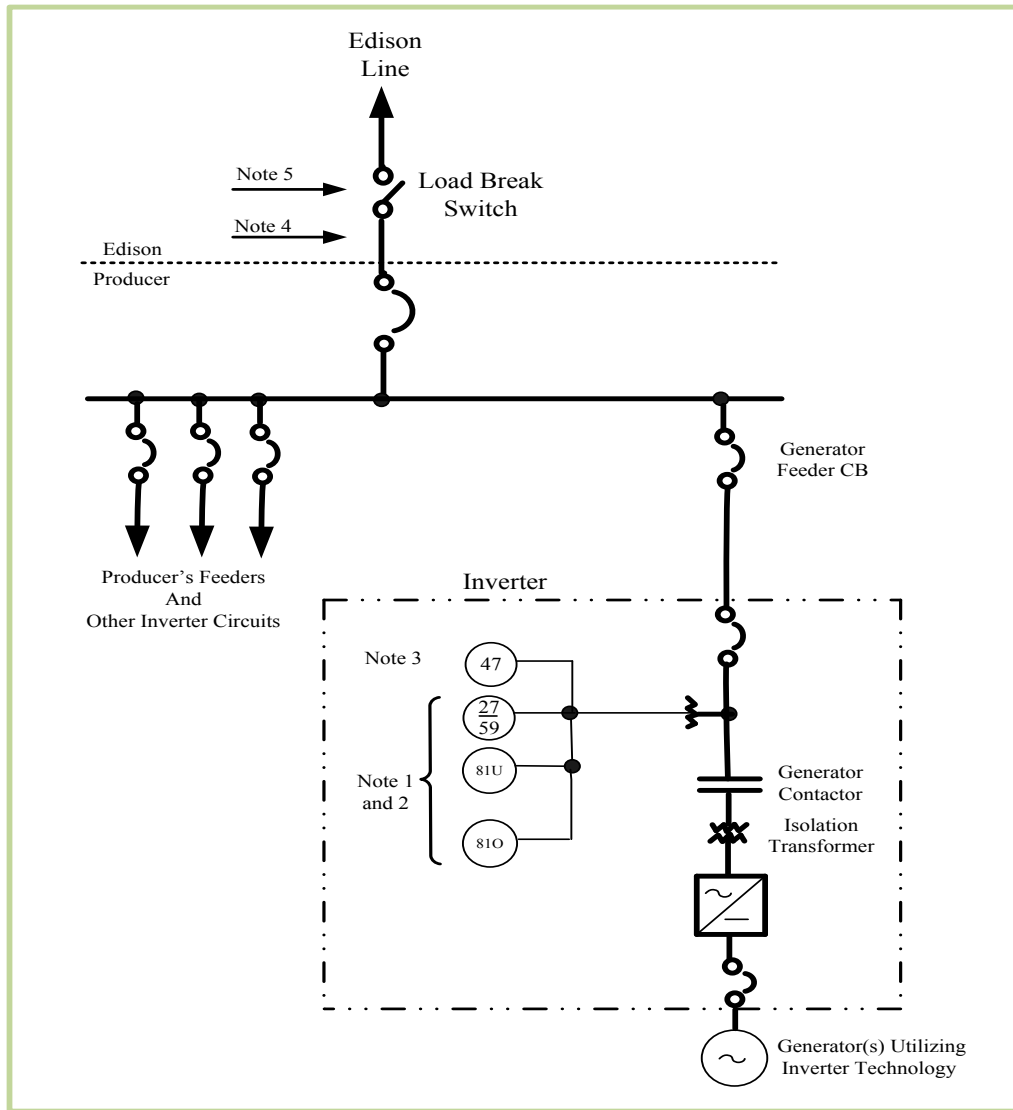 Edison
Line
Note 5
Load Break
Switch
Note 4
Edison
Producer
Generator
Feeder CB
Producer's Feeders
And
Other Inverter Circuits
Inverter
Note 3
47
27
59
81U
Note 1
and 2
81O
Generator
Contactor
Isolation
Transformer
Generator(s) Utilizing
Inverter Technology